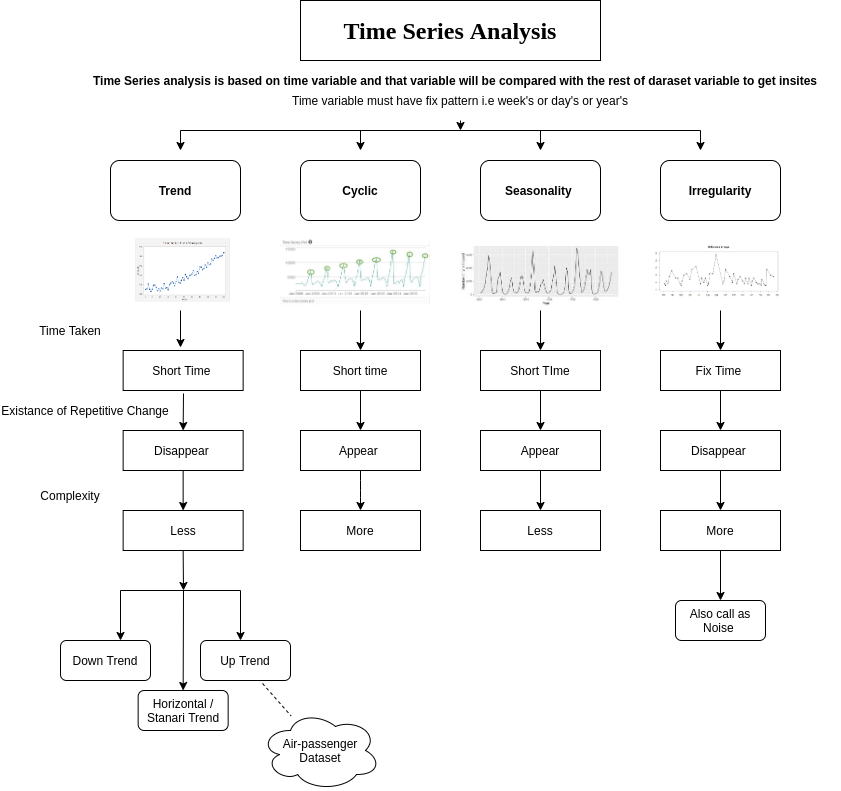 Time Series Analysis
Time Series analysis is based on time variable and that variable will be compared with the rest of daraset variable to get insites
Time variable must have fix pattern i.e week's or day's or year's
Trend
Cyclic
Seasonality
Irregularity
Time Taken
Short Time
Short time
Short TIme
Fix Time
Existance of Repetitive Change
Disappear
Appear
Appear
Disappear
Complexity
Less
More
Less
More
Also call as
Noise
Down Trend
Up Trend
Horizontal /
Stanari Trend
Air-passenger
Dataset